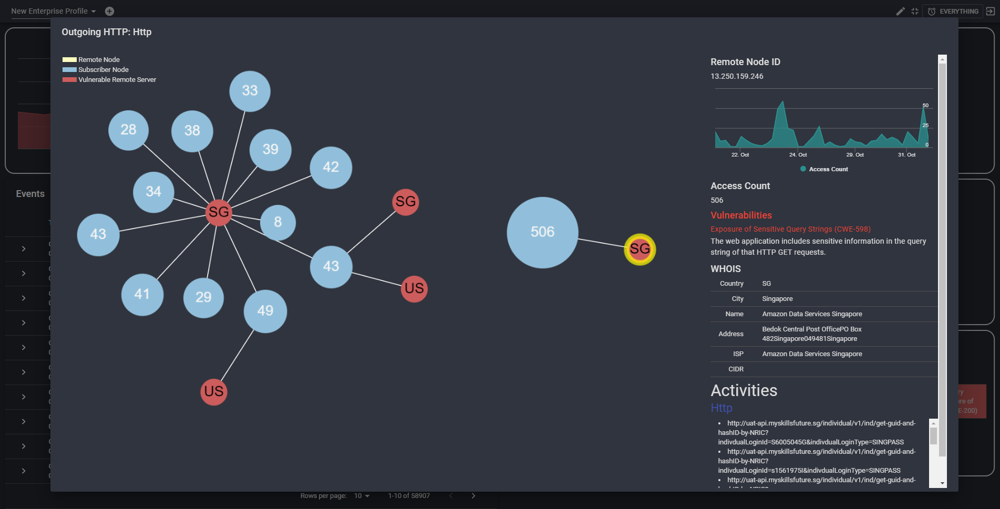 New Enterprise Profile
EVERYTHING
Outgoing HTTP: Http
Remote Node
Subscriber Node
Vulnerable Remote Server
33
28
38
39
42
34
SG
8
43
SG
43
US
41
29
49
US
506
SG
Events
Remote Node ID
13.250.159.246
50
25
0
22. Oct
24. Oct
29. Oct
31. Oct
Access Count
Access Count
506
Vulnerabilities
Exposure of Sensitive Query Strings (CWE-598)
The web application includes sensitive information in the query
string of that HTTP GET requests.
WHOIS
Country SG
City Singapore
Name Amazon Data Services Singapore
Address Bedok Central Post OfficePO Box
482Singapore049481Singapore
ISP Amazon Data Services Singapore
CIDR
Activities
Http
• http://uat-api.myskillsfuture.sg/individual/v1/ind/get-guid-and-
hashID-by-NRIC?
indivdualLoginId=S6005045G&indivdualLoginType=SINGPASS
• http://uat-api.myskillsfuture.sg/individual/v1/ind/get-guid-and-
hashID-by-NRIC?
indivdualLoginId=s1561975I&indivdualLoginType=SINGPASS
• http://uat-api.myskillsfuture.sg/individual/v1/ind/get-guid-and-
ry
ure of
E-200)
Rows per page: 10 1-10 of 58907